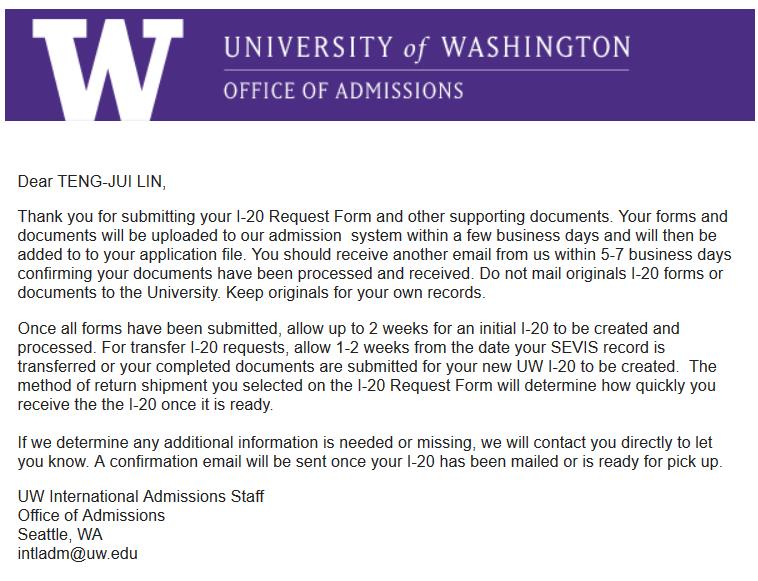 W
UNIVERSITY of WASHINGTON
OFFICE OF ADMISSIONS
Dear TENG-JUI LIN,
Thank you for submitting your I-20 Request Form and other supporting documents. Your forms and
documents will be uploaded to our admission  system within a few business days and will then be
added to to your application file. You should receive another email from us within 5-7 business days
confirming your documents have been processed and received. Do not mail originals I-20 forms or
documents to the University. Keep originals for your own records.
Once all forms have been submitted, allow up to 2 weeks for an initial I-20 to be created and
processed. For transfer I-20 requests, allow 1-2 weeks from the date your SEVIS record is
transferred or your completed documents are submitted for your new UW I-20 to be created.  The
method of return shipment you selected on the I-20 Request Form will determine how quickly you
receive the the I-20 once it is ready.
If we determine any additional information is needed or missing, we will contact you directly to let
you know. A confirmation email will be sent once your I-20 has been mailed or is ready for pick up.
UW International Admissions Staff
Office of Admissions
Seattle, WA
intladm@uw.edu